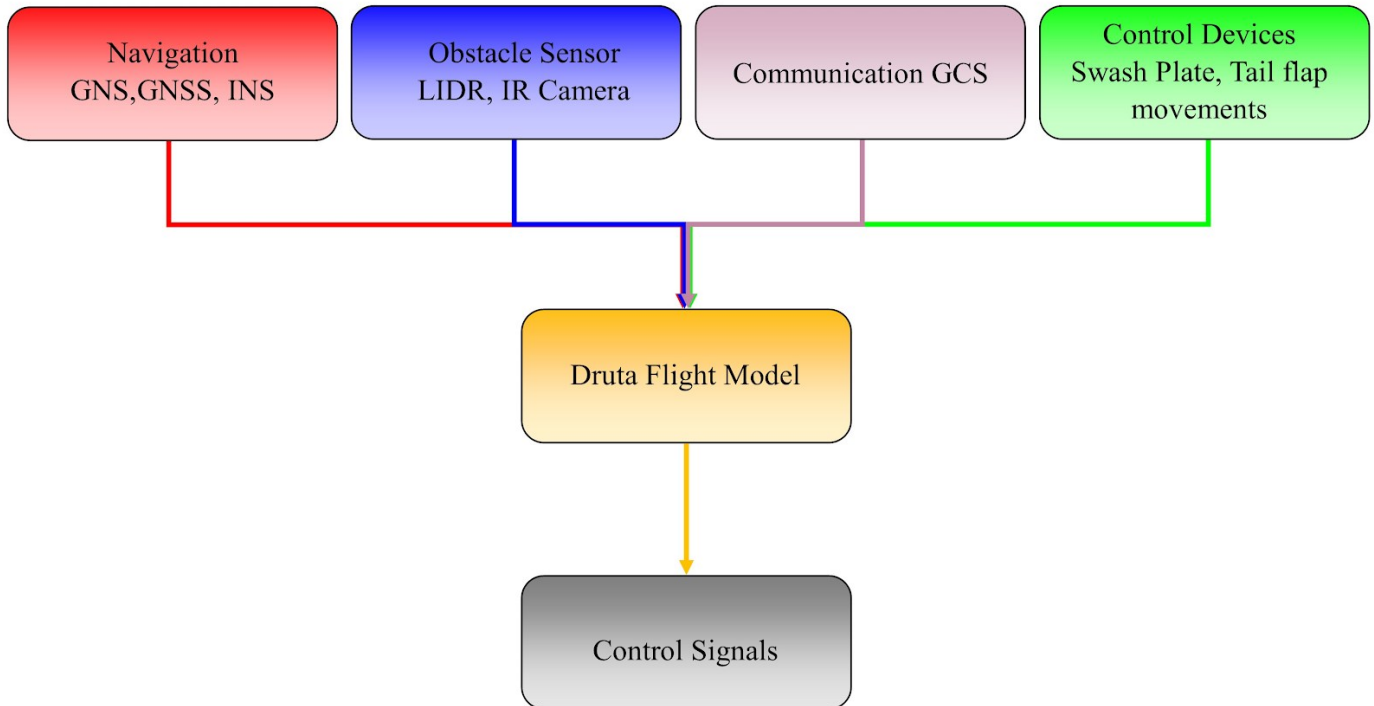 Navigation
GNS,GNSS, INS
Obstacle Sensor
LIDR, IR Camera
Communication GCS
Control Devices
Swash Plate, Tail flap
movements
Druta Flight Model
Control Signals